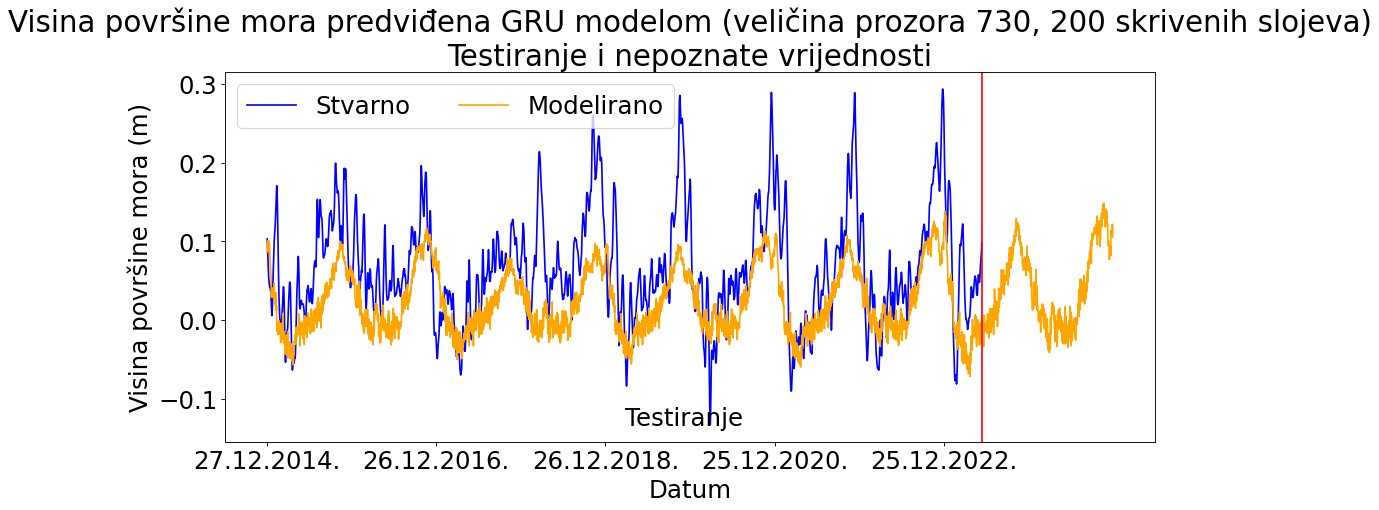 Visina površine mora predviđena GRU modelom (veličina prozora 730, 200 skrivenih slojeva)
Testiranje i nepoznate vrijednosti
Stvarno
Modelirano
Visina površine mora (m)
0.3
0.2
0.1
0.0
−0.1
Testiranje
27.12.2014.
26.12.2016.
26.12.2018.
25.12.2020.
25.12.2022.
Datum